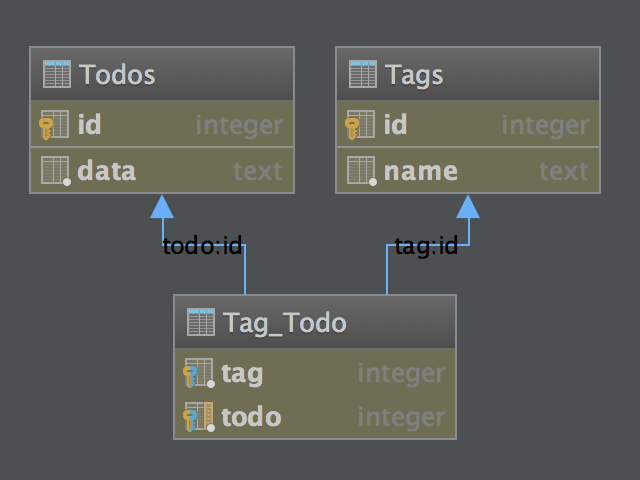 Todos
id integer
data text
Tags
id integer
name text
todo:id
tag:id
Tag_Todo
tag integer
todo integer